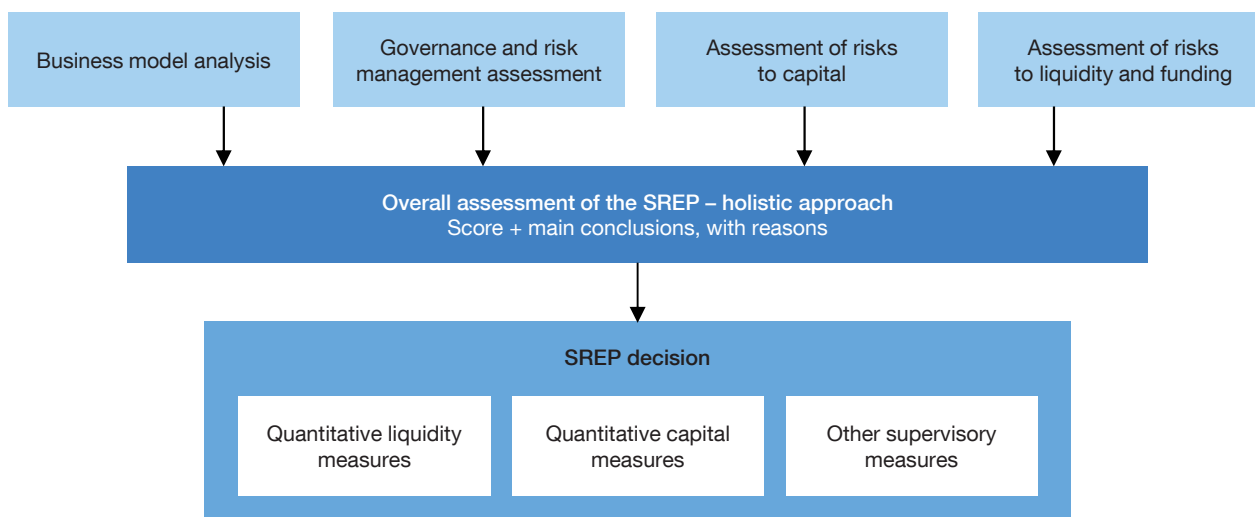 Business model analysis
Governance and risk
management assessment
Assessment of risks
to capital
Assessment of risks
to liquidity and funding
Overall assessment of the SREP – holistic approach
Score + main conclusions, with reasons
SREP decision
Quantitative liquidity
measures
Quantitative capital
measures
Other supervisory
measures